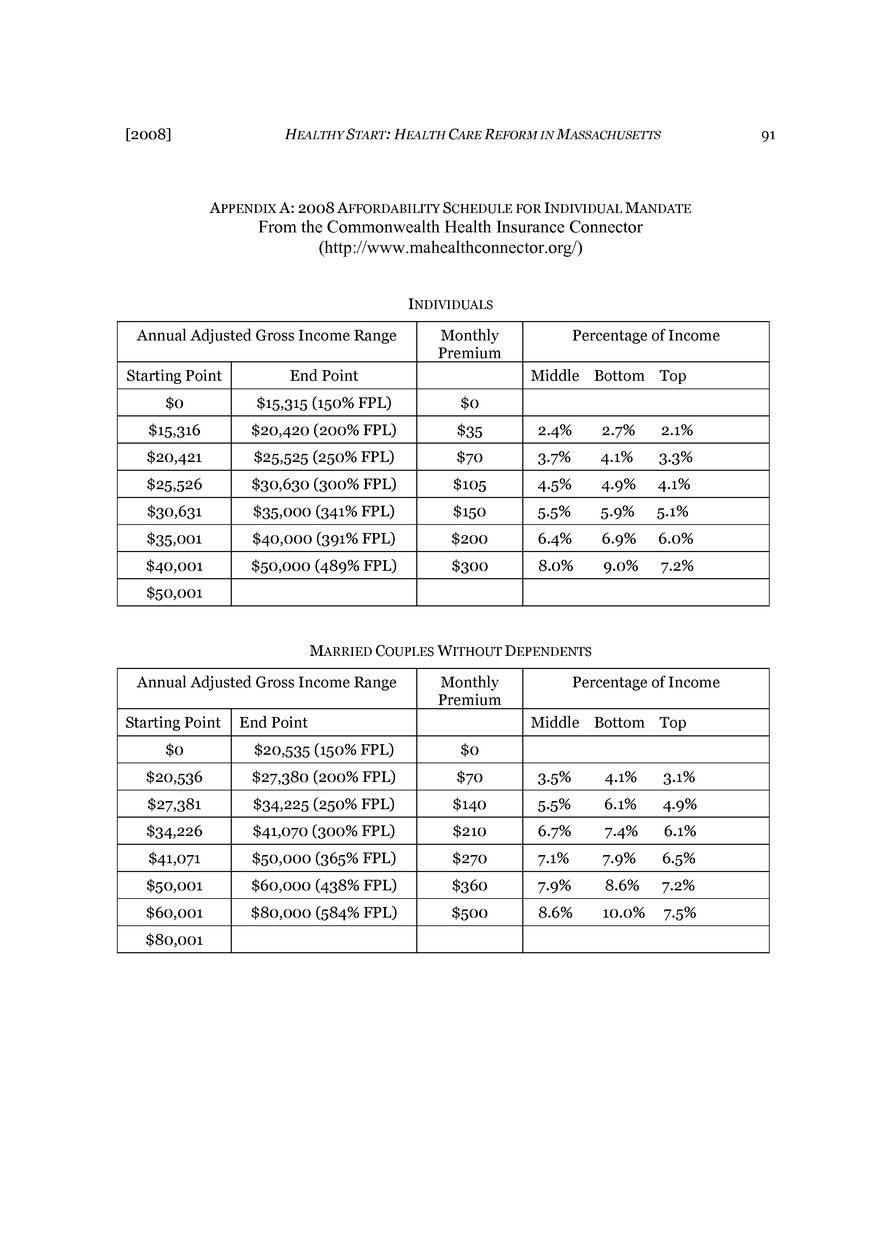 [2008] HEALTHY START: HEALTH CARE REFORM IN MASSACHUSETTS 91
APPENDIX A: 2008 AFFORDABILITY SCHEDULE FOR INDIVIDUAL MANDATE
From the Commonwealth Health Insurance Connector
(http://www.mahealthconnector.org/)
INDIVIDUALS
Annual Adjusted Gross Income Range Monthly Premium Percentage of Income
Starting Point End Point Middle Bottom Top
$0 $15,315 (150% FPL) $0
$15,316 $20,420 (200% FPL) $35 2.4% 2.7% 2.1%
$20,421 $25,525 (250% FPL) $70 3.7% 4.1% 3.3%
$25,526 $30,630 (300% FPL) $105 4.5% 4.9% 4.1%
$30,631 $35,000 (341% FPL) $150 5.5% 5.9% 5.1%
$35,001 $40,000 (391% FPL) $200 6.4% 6.9% 6.0%
$40,001 $50,000 (489% FPL) $300 8.0% 9.0% 7.2%
$50,001
MARRIED COUPLES WITHOUT DEPENDENTS
Annual Adjusted Gross Income Range Monthly Premium Percentage of Income
Starting Point End Point Middle Bottom Top
$0 $20,535 (150% FPL) $0
$20,536 $27,380 (200% FPL) $70 3.5% 4.1% 3.1%
$27,381 $34,225 (250% FPL) $140 5.5% 6.1% 4.9%
$34,226 $41,070 (300% FPL) $210 6.7% 7.4% 6.1%
$41,071 $50,000 (365% FPL) $270 7.1% 7.9% 6.5%
$50,001 $60,000 (438% FPL) $360 7.9% 8.6% 7.2%
$60,001 $80,000 (584% FPL) $500 8.6% 10.0% 7.5%
$80,001